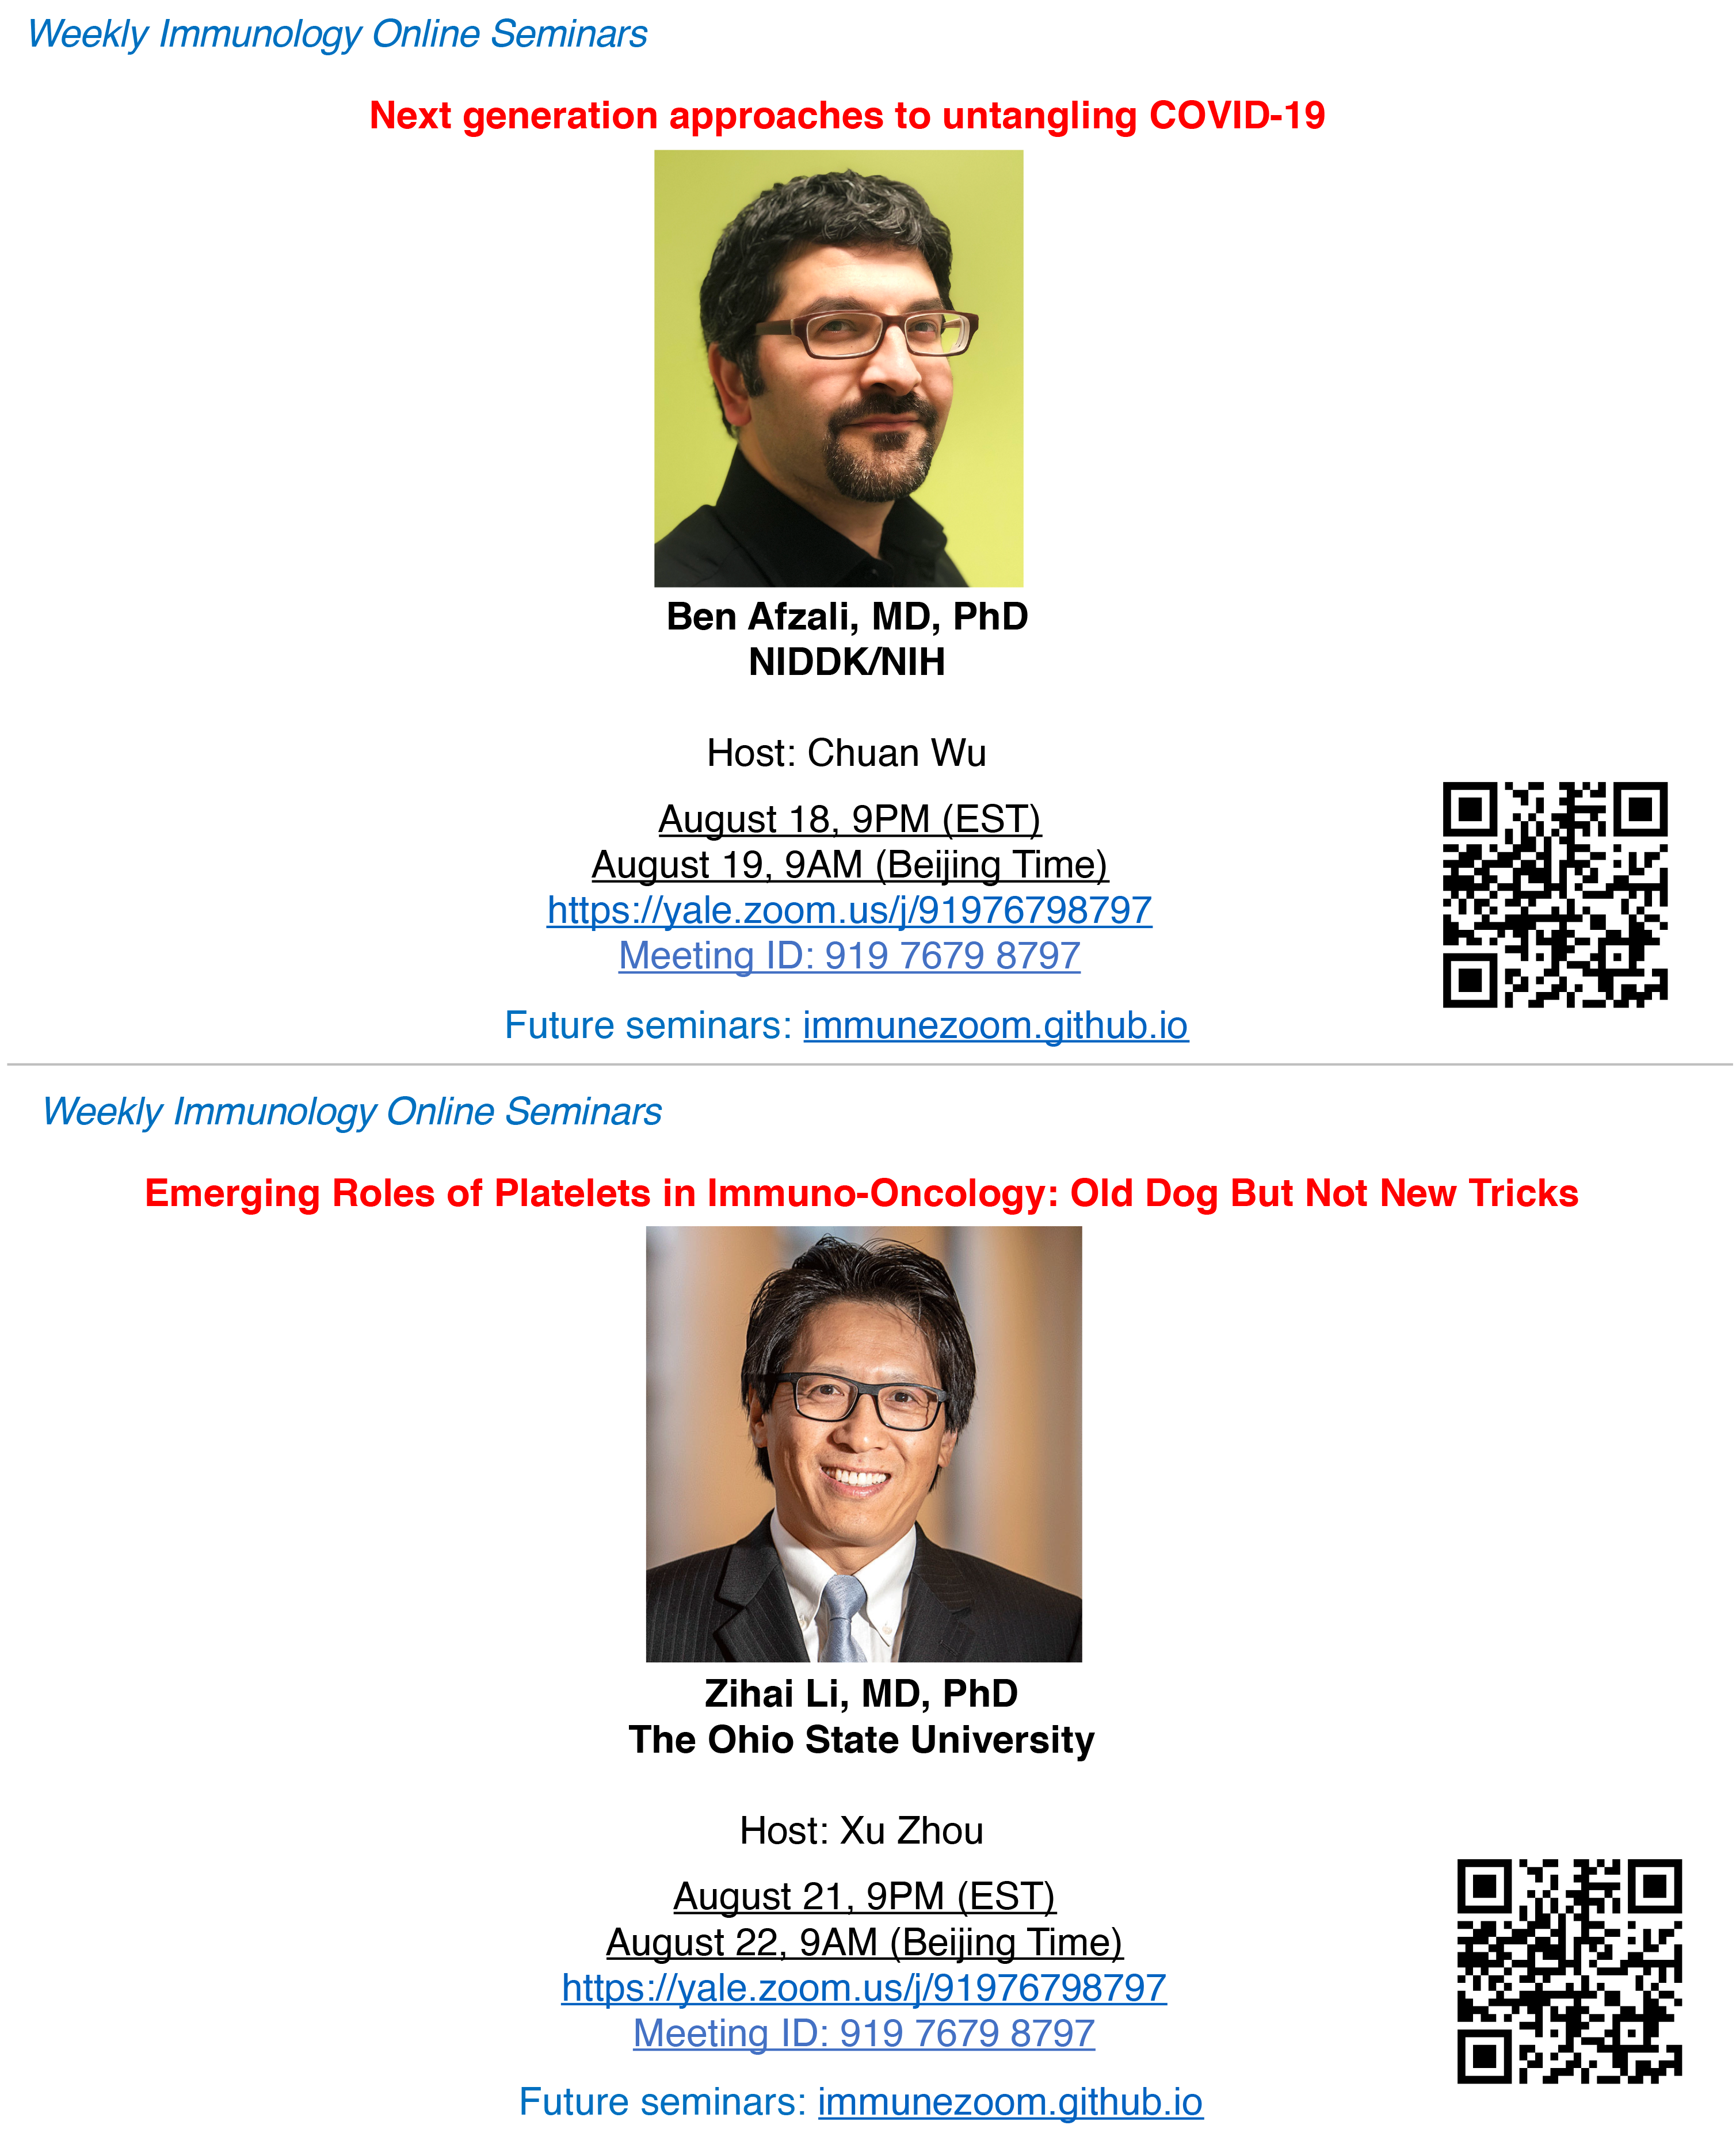 Weekly Immunology Online Seminars
Next generation approaches to untangling COVID-19
Ben Afzali, MD, PhD
NIDDK/NIH
Host: Chuan Wu
August 18, 9PM (EST)
August 19, 9AM (Beijing Time)
https://yale.zoom.us/j/91976798797
Meeting ID: 919 7679 8797
Future seminars: immunezoom.github.io
Weekly Immunology Online Seminars
Emerging Roles of Platelets in Immuno-Oncology: Old Dog But Not New Tricks
Zihai Li, MD, PhD
The Ohio State University
Host: Xu Zhou
August 21, 9PM (EST)
August 22, 9AM (Beijing Time)
https://yale.zoom.us/j/91976798797
Meeting ID: 919 7679 8797
Future seminars: immunezoom.github.io